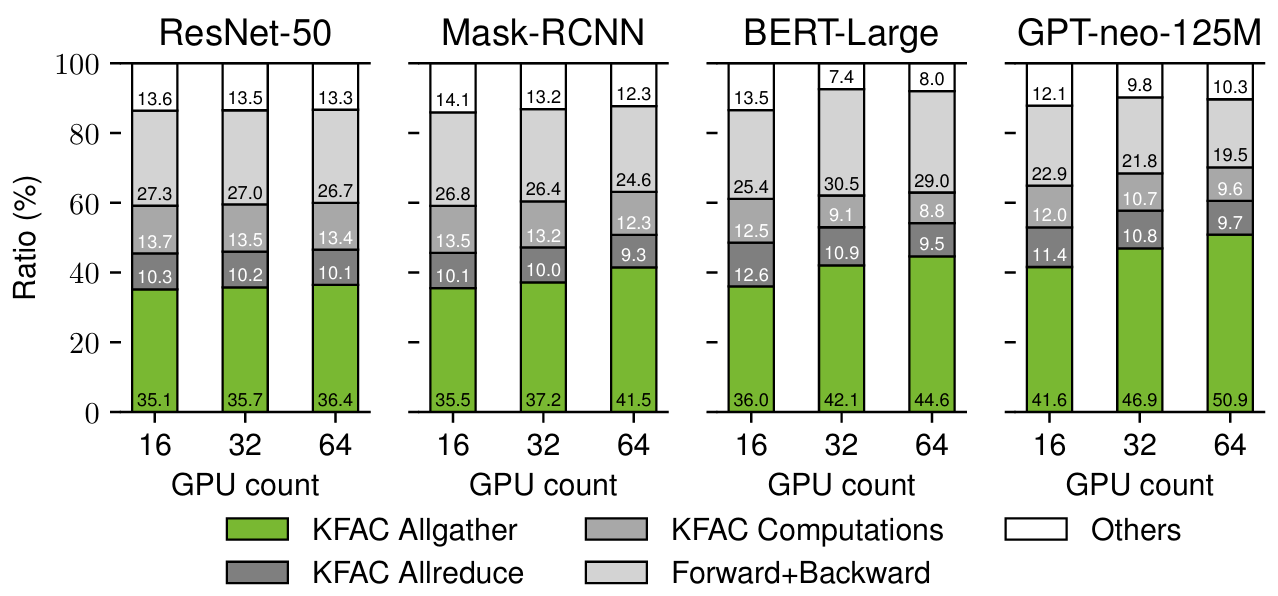 ResNet-50 Mask-RCNN BERT-Large GPT-neo-125M
100 80 60 40 20 0
Ratio (%)
13.6 13.5 13.3
27.3 27.0 26.7
13.7 13.5 13.4
10.3 10.2 10.1
35.1 35.7 36.4
16 32 64
GPU count
14.1 13.2 12.3
26.8 26.4 24.6
13.5 13.2 12.3
10.1 10.0 9.3
35.5 37.2 41.5
16 32 64
GPU count
13.5 7.4 8.0
25.4 30.5 29.0
12.5 9.1 8.8
12.6 10.9 9.5
36.0 42.1 44.6
16 32 64
GPU count
12.1 9.8 10.3
22.9 21.8 19.5
12.0 10.7 9.6
11.4 10.8 9.7
41.6 46.9 50.9
16 32 64
GPU count
KFAC Allgather KFAC Computations Others
KFAC Allreduce Forward+Backward